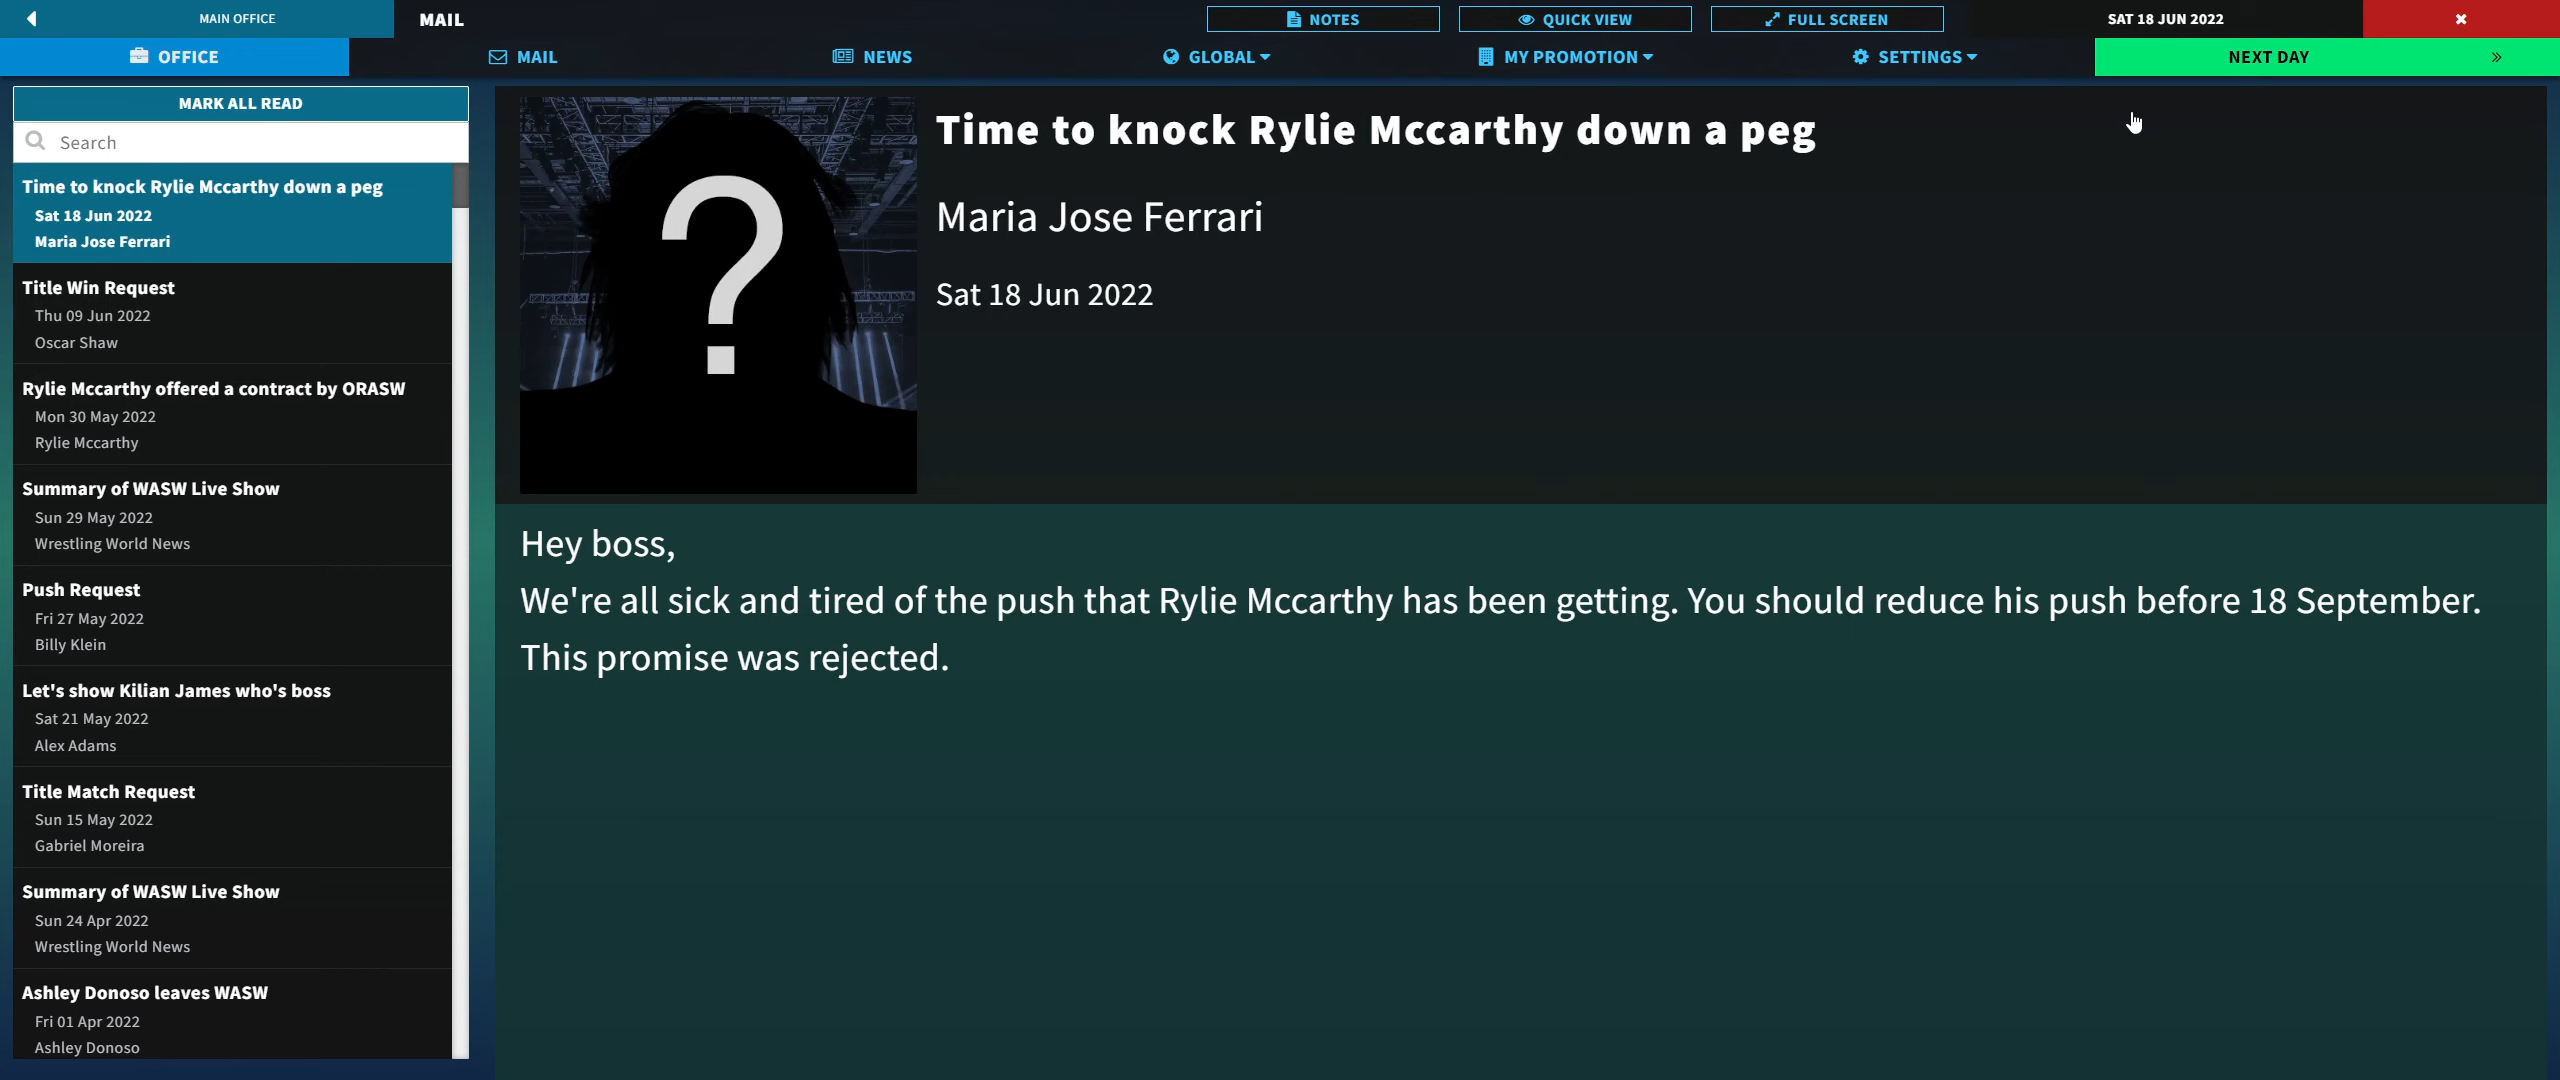 MAIN OFFICE
MAIL
NOTES
QUICK VIEW
FULL SCREEN
SAT 18 JUN 2022
OFFICE
MAIL
NEWS
GLOBAL
MY PROMOTION
SETTINGS
NEXT DAY
MARK ALL READ
Search
Time to knock Rylie Mccarthy down a peg
Sat 18 Jun 2022
Maria Jose Ferrari
Title Win Request
Thu 09 Jun 2022
Oscar Shaw
Rylie Mccarthy offered a contract by ORASW
Mon 30 May 2022
Rylie Mccarthy
Summary of WASW Live Show
Sun 29 May 2022
Wrestling World News
Push Request
Fri 27 May 2022
Billy Klein
Let's show Kilian James who's boss
Sat 21 May 2022
Alex Adams
Title Match Request
Sun 15 May 2022
Gabriel Moreira
Summary of WASW Live Show
Sun 24 Apr 2022
Wrestling World News
Ashley Donoso leaves WASW
Fri 01 Apr 2022
Ashley Donoso
?
Time to knock Rylie Mccarthy down a peg
Maria Jose Ferrari
Sat 18 Jun 2022
Hey boss,
We're all sick and tired of the push that Rylie Mccarthy has been getting. You should reduce his push before 18 September.
This promise was rejected.